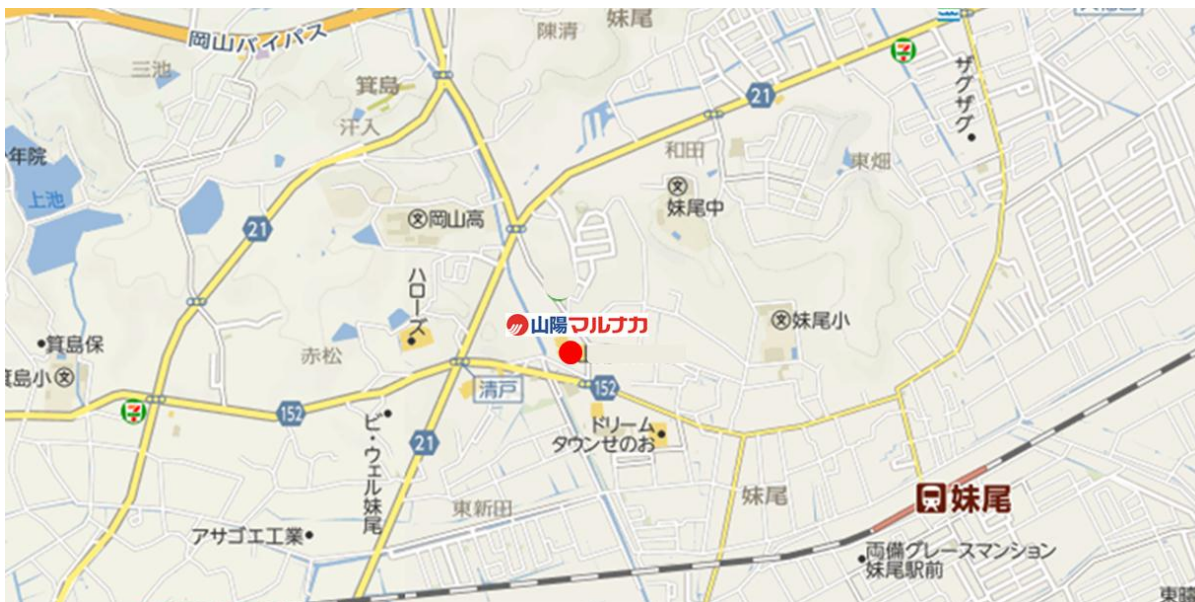 妹尾
岡山バイパス
陳清
三池
箕島
21
ザグザグ
汗入
年院
和田
東畑
上池
妹尾中
岡山高
21
ハローズ
山陽マルナカ
妹尾小
箕島保
赤松
島小
清戸
152
152
ドリーム
タウンせのお
21
ビ・ウェル妹尾
妹尾
妹尾
東新田
アサゴエ工業
両備グレースマンション
妹尾駅前